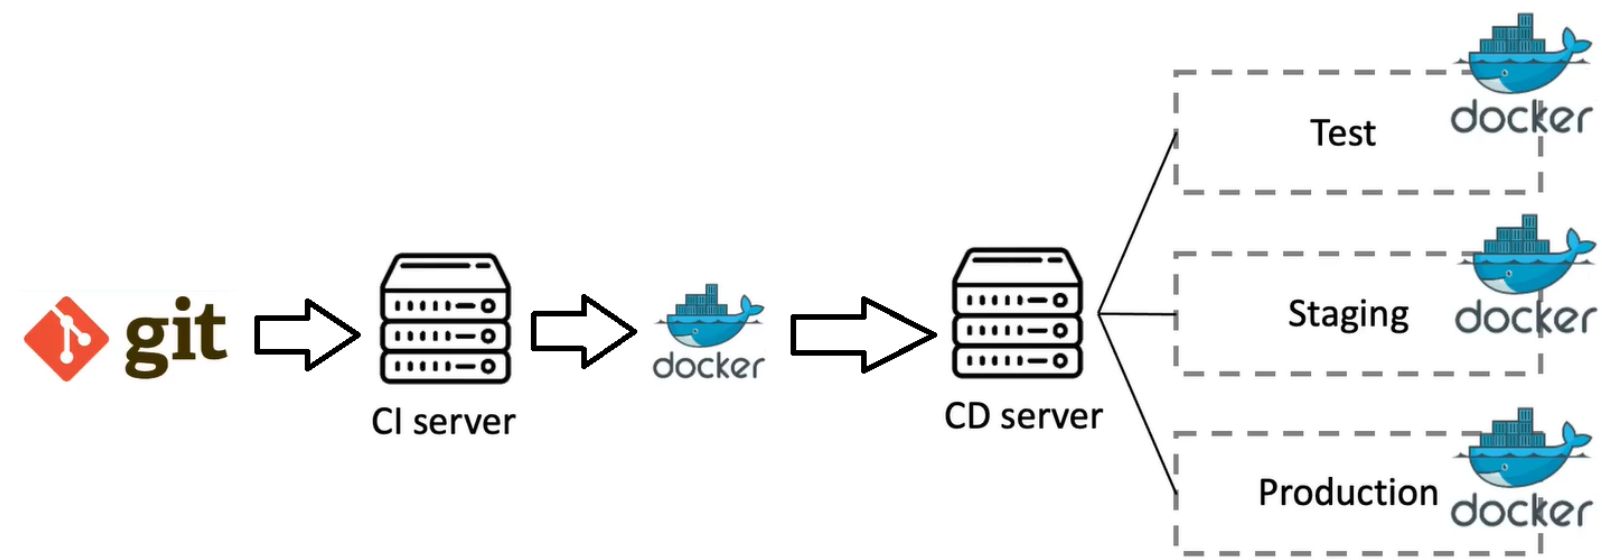 git
CI server
docker
CD server
Test
docker
Staging
docker
Production
docker